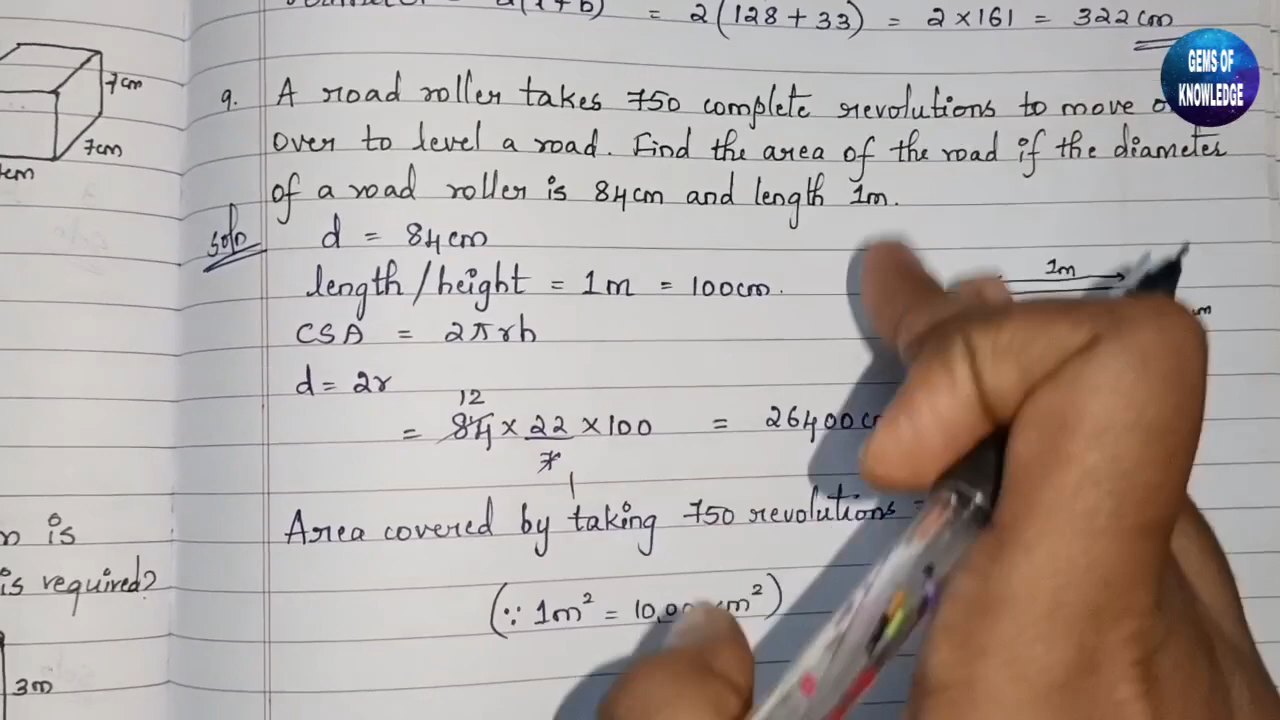 2(128+33) = 2×161 = 322cm
7cm
7cm
GEMS OF
KNOWLEDGE
9. A road roller takes 750 complete revolutions to move
over to level a road. Find the area of the road if the diameter
of a road roller is 84cm and length 1m.
Soln
d = 84cm
length/height = 1m = 100cm.
1m
CSA = 2πrh
d = 2r
12
= 84 × 22 × 100 = 26400
7
1
Area covered by taking 750 revolutions =
(∵ 1m² =
is
is required?
3m